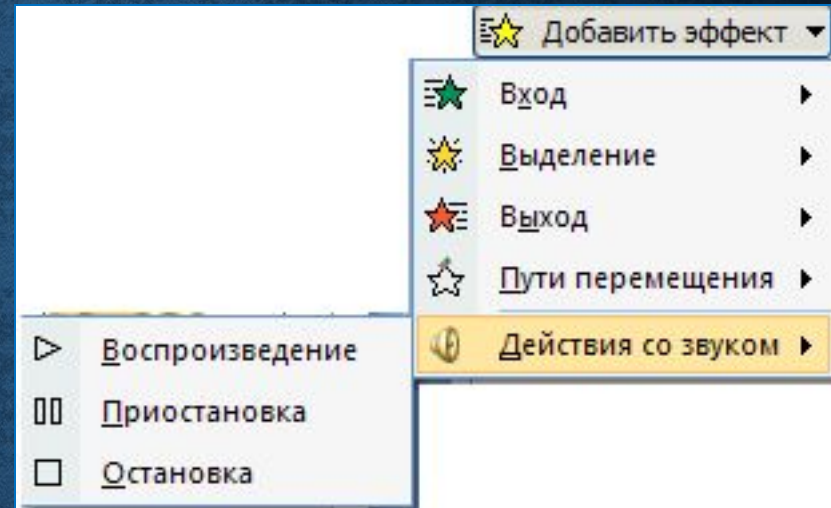 Добавить эффект
Вход
Выделение
Выход
Пути перемещения
Действия со звуком
Воспроизведение
Приостановка
Остановка